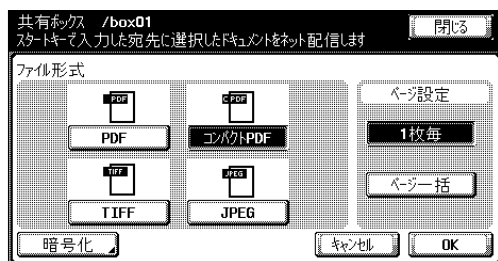 共有ボックス /box01
スタートキーで入力した宛先に選択したドキュメントをネット配信します
閉じる
ファイル形式
ページ設定
PDF
C PDF
PDF
コンパクトPDF
1枚毎
TIFF
JPEG
ページ一括
TIFF
JPEG
暗号化
キャンセル
OK